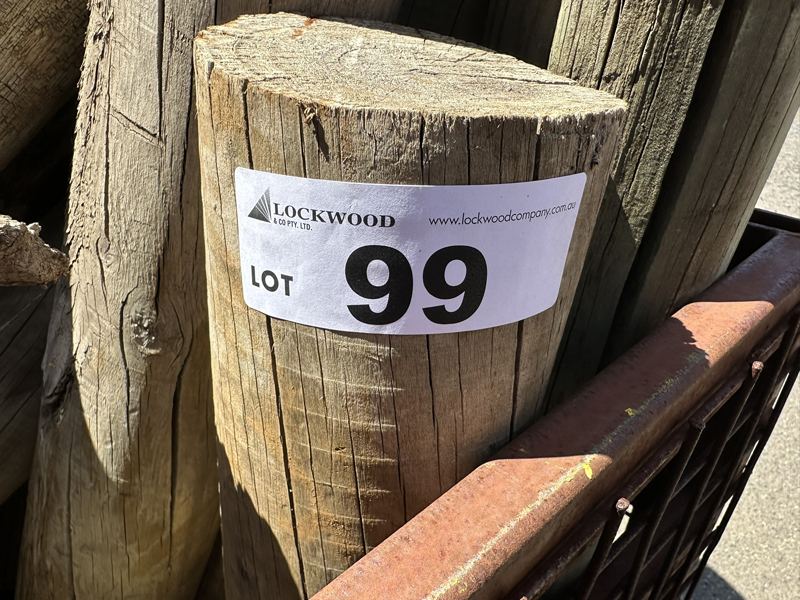 LOCKWOOD
& CO PTY. LTD.
www.lockwoodcompany.com.au
LOT 99